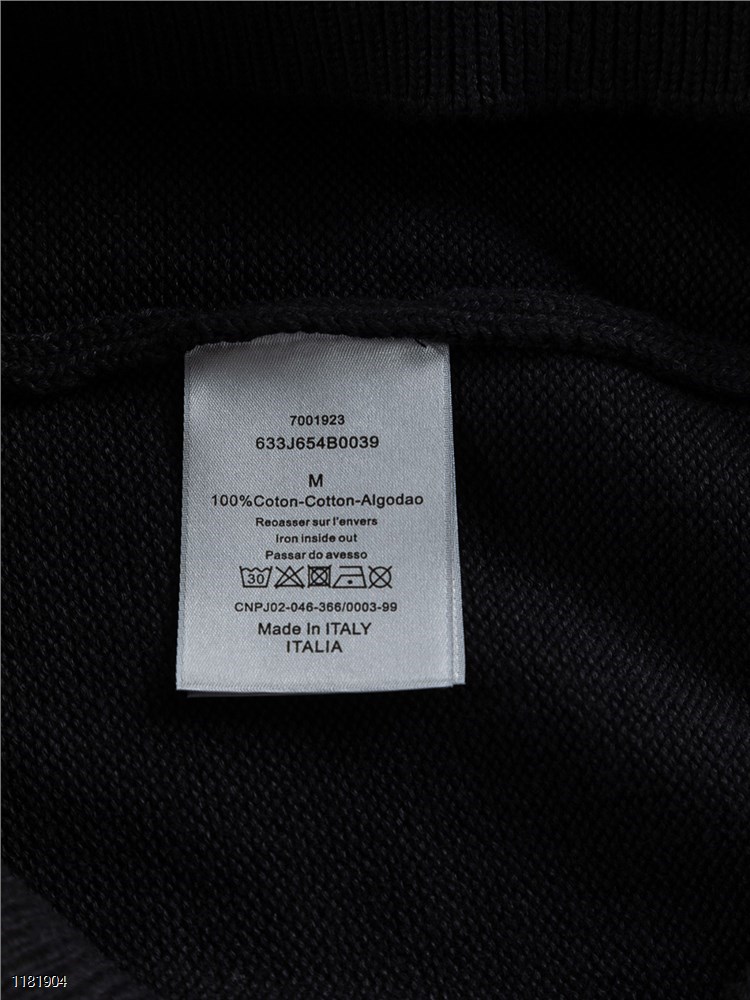 7001923
633J654B0039
M
100%Coton-Cotton-Algodao
Reoasser sur l'envers
Iron inside out
Passar do avesso
30
CNPJ02-046-366/0003-99
Made In ITALY
ITALIA
1181904